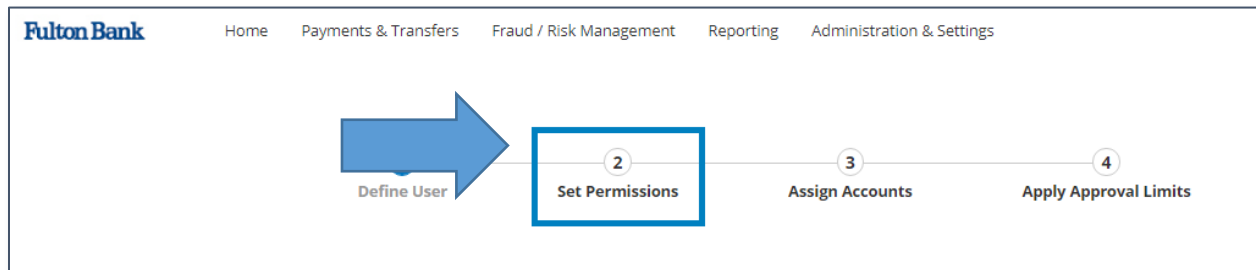 Fulton Bank Home Payments & Transfers Fraud / Risk Management Reporting Administration & Settings
2 3 4
Define User Set Permissions Assign Accounts Apply Approval Limits